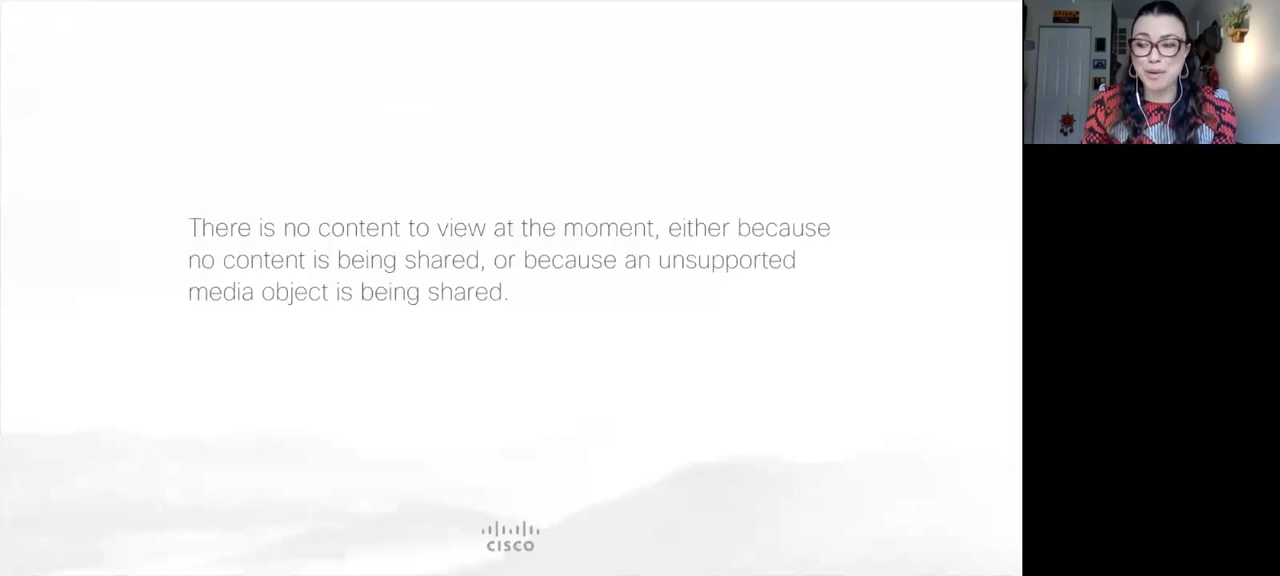 There is no content to view at the moment, either because
no content is being shared, or because an unsupported
media object is being shared.
CISCO